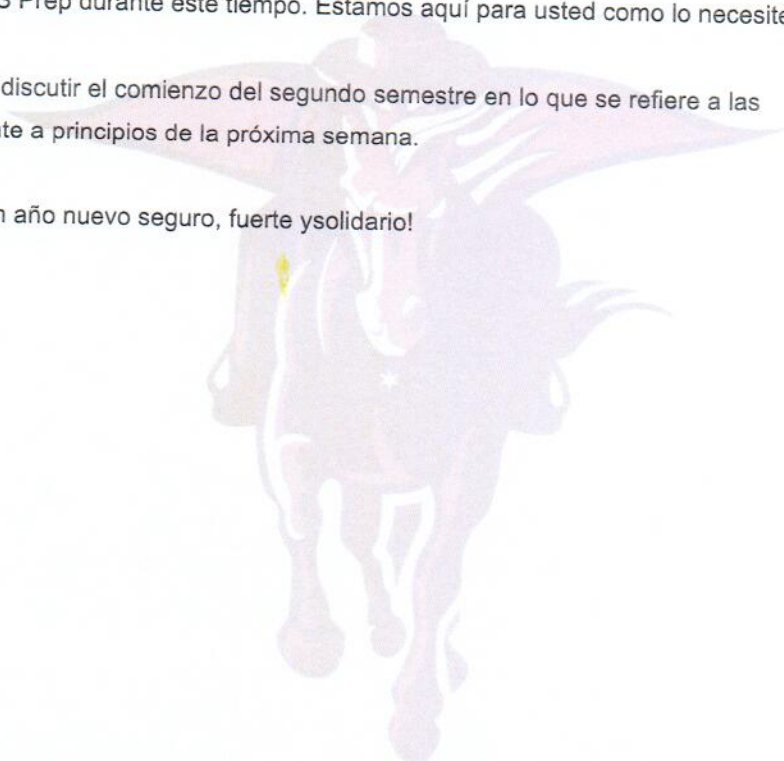 Prep durante este tiempo. Estamos aquí para usted como lo necesite
discutir el comienzo del segundo semestre en lo que se refiere a las
a principios de la próxima semana.
año nuevo seguro, fuerte ysolidario!